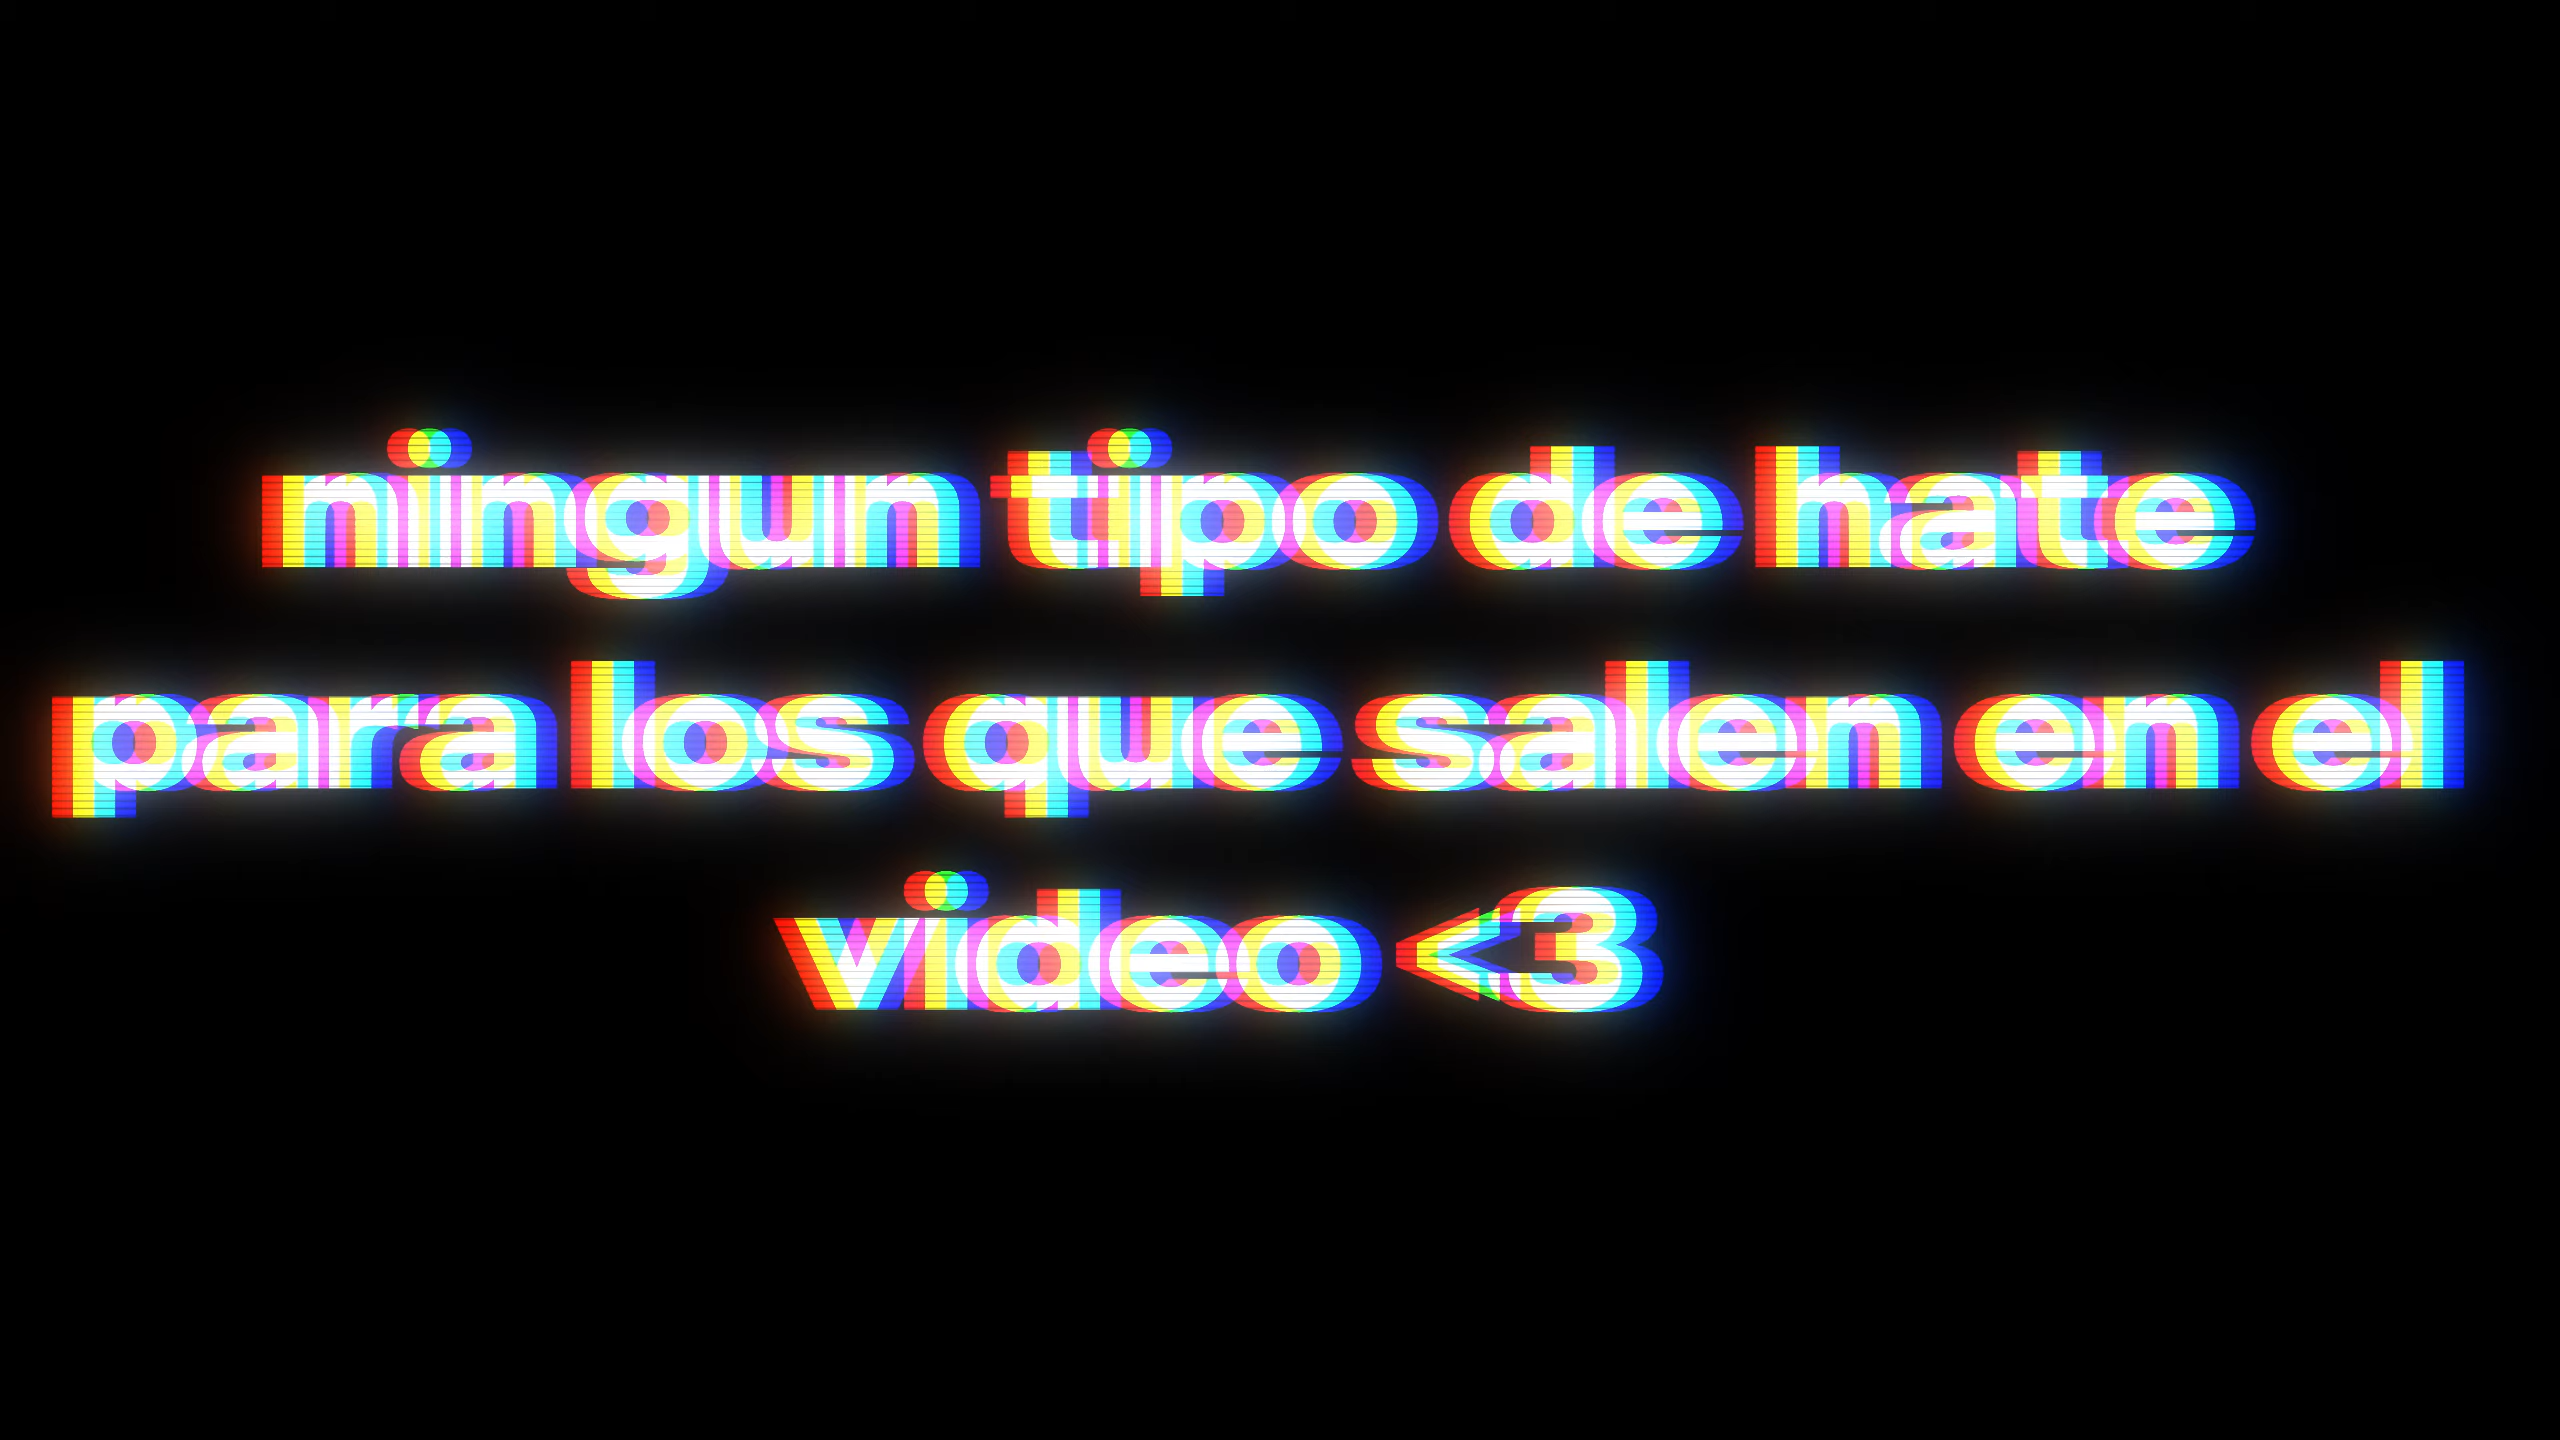 ningun tipo de hate
para los que salen en el
video <3